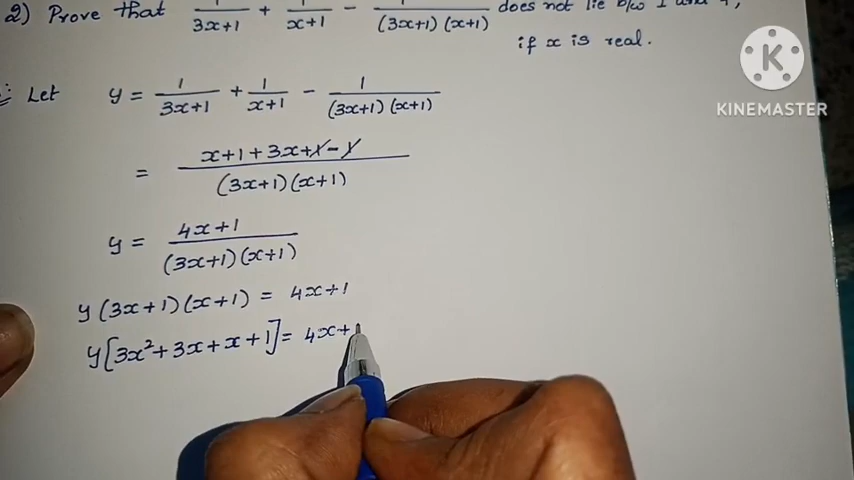 2) Prove that 1/(3x+1) + 1/(x+1) - 1/((3x+1)(x+1)) does not lie b/w 1 and 4,
if x is real.
Let y = 1/(3x+1) + 1/(x+1) - 1/((3x+1)(x+1))
= (x+1+3x+1-1)/((3x+1)(x+1))
y = (4x+1)/((3x+1)(x+1))
y(3x+1)(x+1) = 4x+1
y[3x²+3x+x+1] = 4x+1
KINEMASTER